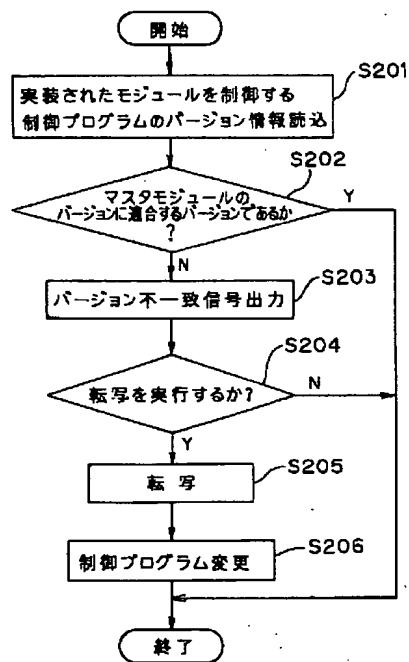 開始
S201
実装されたモジュールを制御する
制御プログラムのバージョン情報読込
S202
マスタモジュールの
バージョンに適合するバージョンであるか
?
Y
N
S203
バージョン不一致信号出力
S204
転写を実行するか?
N
Y
S205
転写
S206
制御プログラム変更
終了